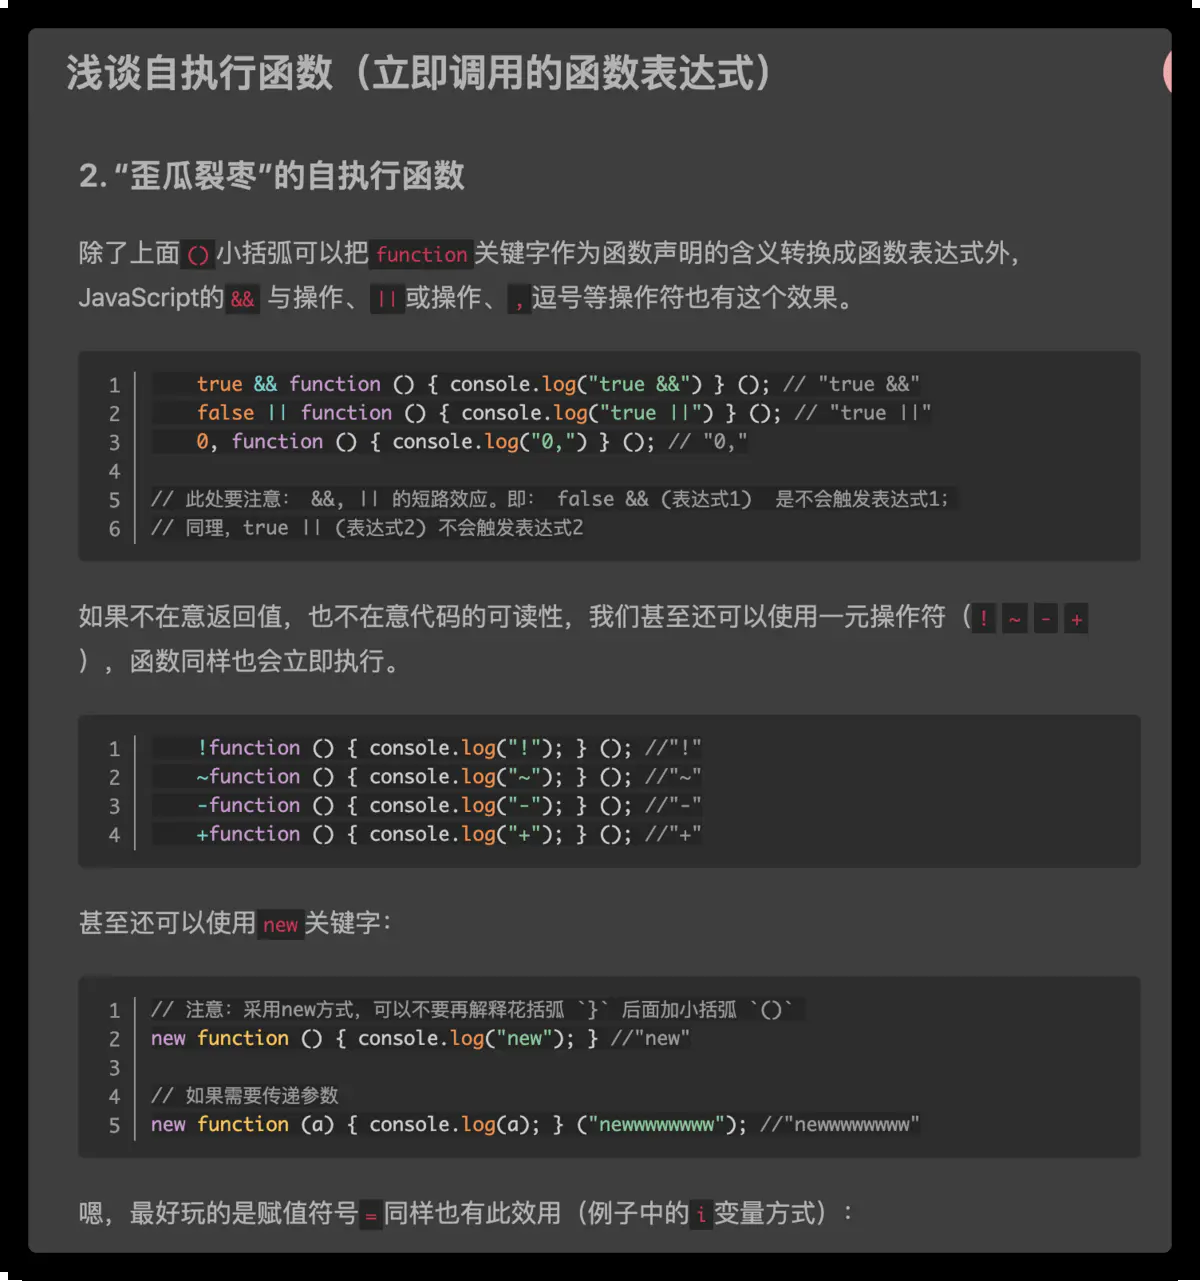 浅谈自执行函数（立即调用的函数表达式）
2. “歪瓜裂枣”的自执行函数
除了上面 () 小括弧可以把 function 关键字作为函数声明的含义转换成函数表达式外，
JavaScript的 && 与操作、 || 或操作、 , 逗号等操作符也有这个效果。
1 true && function () { console.log("true &&") } (); // "true &&"
2 false || function () { console.log("true ||") } (); // "true ||"
3 0, function () { console.log("0,") } (); // "0,"
4
5 // 此处要注意： &&, || 的短路效应。即： false && (表达式1) 是不会触发表达式1;
6 // 同理，true || (表达式2) 不会触发表达式2
如果不在意返回值，也不在意代码的可读性，我们甚至还可以使用一元操作符（ ! ~ - +
），函数同样也会立即执行。
1 !function () { console.log("!"); } (); //"!"
2 ~function () { console.log("~"); } (); //"~"
3 -function () { console.log("-"); } (); //"-"
4 +function () { console.log("+"); } (); //"+"
甚至还可以使用 new 关键字：
1 // 注意：采用new方式，可以不要再解释花括弧 `}` 后面加小括弧 `()`
2 new function () { console.log("new"); } //"new"
3
4 // 如果需要传递参数
5 new function (a) { console.log(a); } ("newwwwwwww"); //"newwwwwwww"
嗯，最好玩的是赋值符号 = 同样也有此效用（例子中的 i 变量方式）：